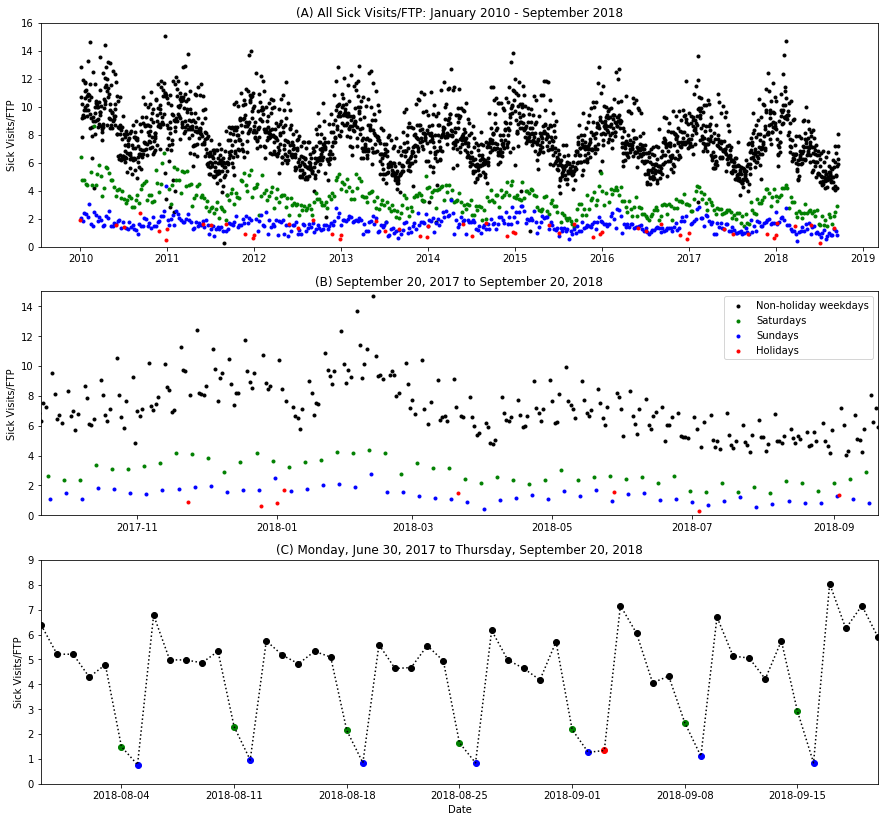 (A) All Sick Visits/FTP: January 2010 - September 2018
16
14
12
10
8
6
4
2
0
Sick Visits/FTP
2010 2011 2012 2013 2014 2015 2016 2017 2018 2019
(B) September 20, 2017 to September 20, 2018
14
12
10
8
6
4
2
0
Sick Visits/FTP
Non-holiday weekdays
Saturdays
Sundays
Holidays
2017-11 2018-01 2018-03 2018-05 2018-07 2018-09
(C) Monday, June 30, 2017 to Thursday, September 20, 2018
9
8
7
6
5
4
3
2
1
0
Sick Visits/FTP
2018-08-04 2018-08-11 2018-08-18 2018-08-25 2018-09-01 2018-09-08 2018-09-15
Date